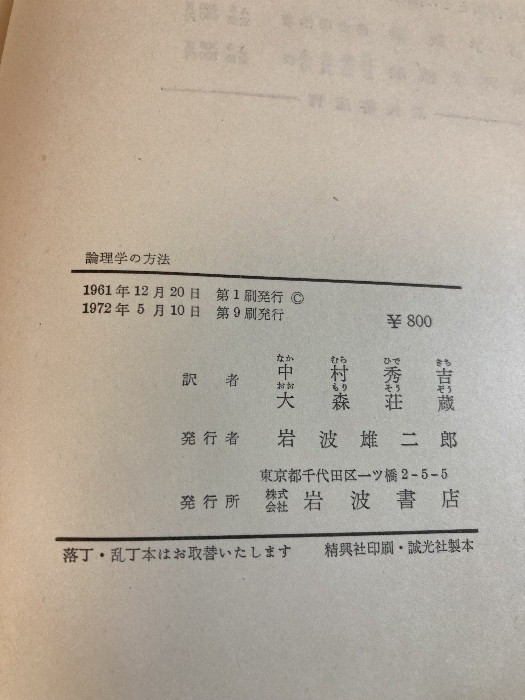 論理学の方法
1961年12月20日 第1刷発行 ©
1972年 5月10日 第9刷発行
¥800
なか むら ひで きち
訳者 中村秀吉
おお もり そう ぞう
大森荘蔵
発行者 岩波雄二郎
東京都千代田区一ツ橋2-5-5
発行所 株式会社 岩波書店
落丁・乱丁本はお取替いたします 精興社印刷・誠光社製本